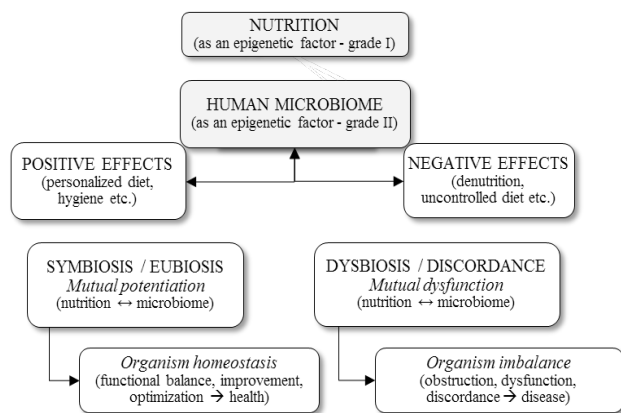 NUTRITION
(as an epigenetic factor - grade I)
HUMAN MICROBIOME
(as an epigenetic factor - grade II)
POSITIVE EFFECTS
(personalized diet,
hygiene etc.)
NEGATIVE EFFECTS
(denutrition,
uncontrolled diet etc.)
SYMBIOSIS / EUBIOSIS
Mutual potentiation
(nutrition ↔ microbiome)
DYSBIOSIS / DISCORDANCE
Mutual dysfunction
(nutrition ↔ microbiome)
Organism homeostasis
(functional balance, improvement,
optimization → health)
Organism imbalance
(obstruction, dysfunction,
discordance → disease)